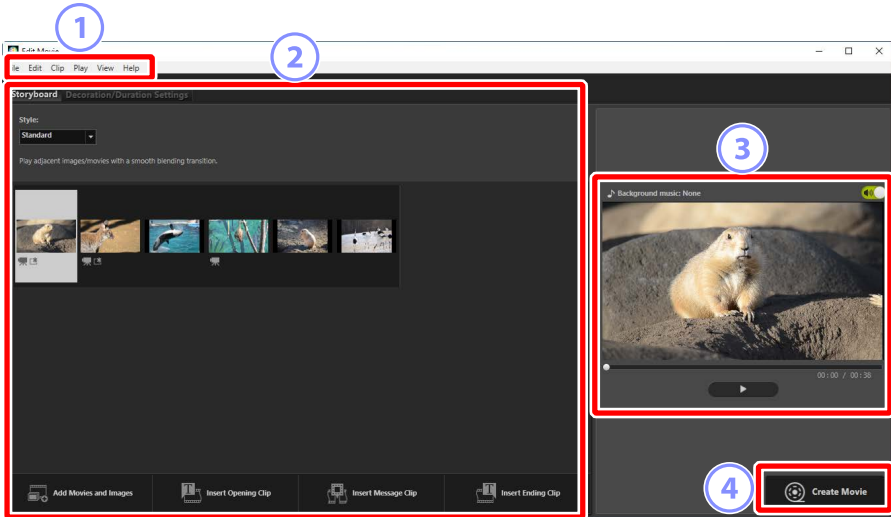 1
Edit Movie
2
File Edit Clip Play View Help
Storyboard Decoration/Duration Settings
Style:
Standard
Play adjacent images/movies with a smooth blending transition.
3
Background music: None
00:00 / 00:38
Add Movies and Images
Insert Opening Clip
Insert Message Clip
Insert Ending Clip
4
Create Movie